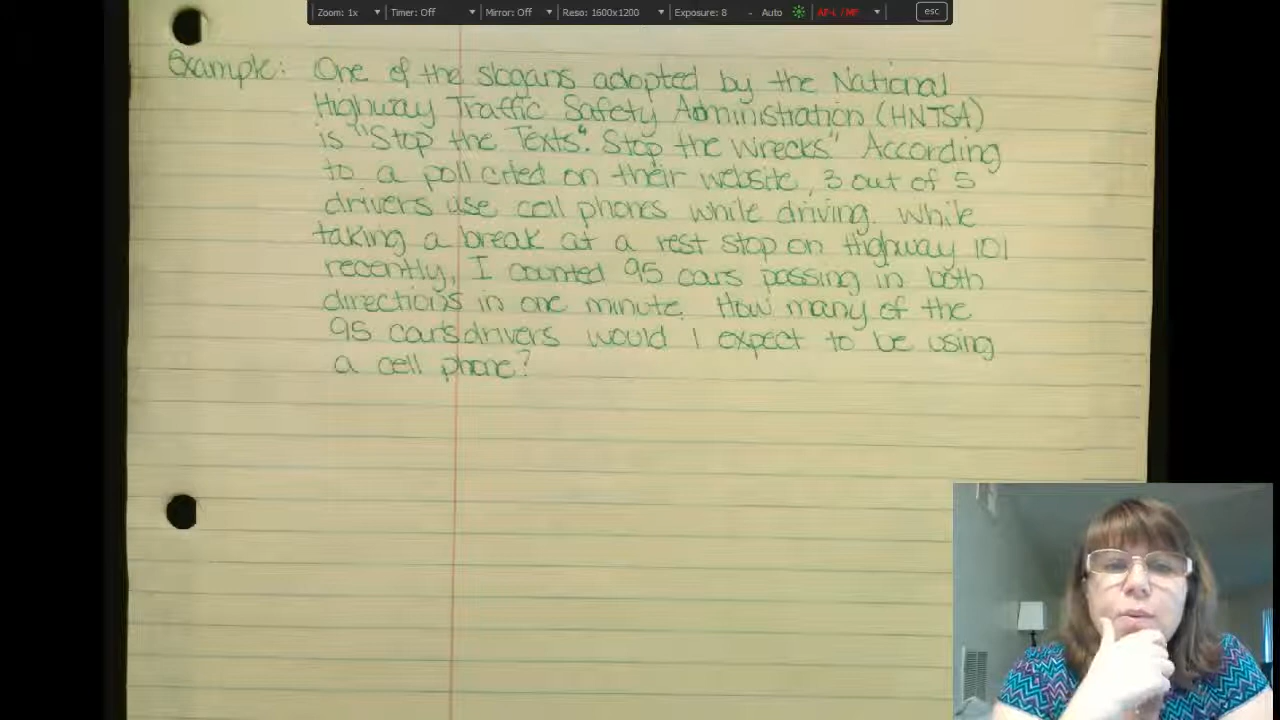 Zoom: 1x Timer: Off Mirror: Off Reso: 1600x1200 Exposure: 8 - Auto AF-L / MF esc
Example: One of the slogans adopted by the National
Highway Traffic Safety Administration (HNTSA)
is "Stop the Texts". Stop the Wrecks" According
to a poll cited on their website, 3 out of 5
drivers use cell phones while driving. While
taking a break at a rest stop on Highway 101
recently, I counted 95 cars passing in both
directions in one minute. How many of the
95 cars drivers would I expect to be using
a cell phone?